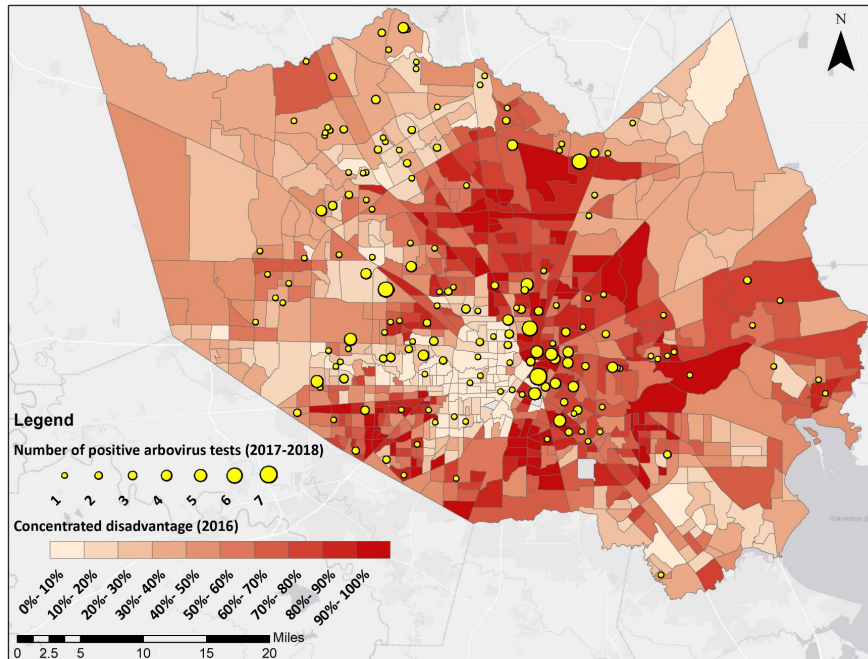 N
Galveston B
Legend
Number of positive arbovirus tests (2017-2018)
1 2 3 4 5 6 7
Concentrated disadvantage (2016)
0%- 10% 10%- 20% 20%- 30% 30%- 40% 40%- 50% 50%- 60% 60%- 70% 70%- 80% 80%- 90% 90%- 100%
Miles
0 2.5 5 10 15 20